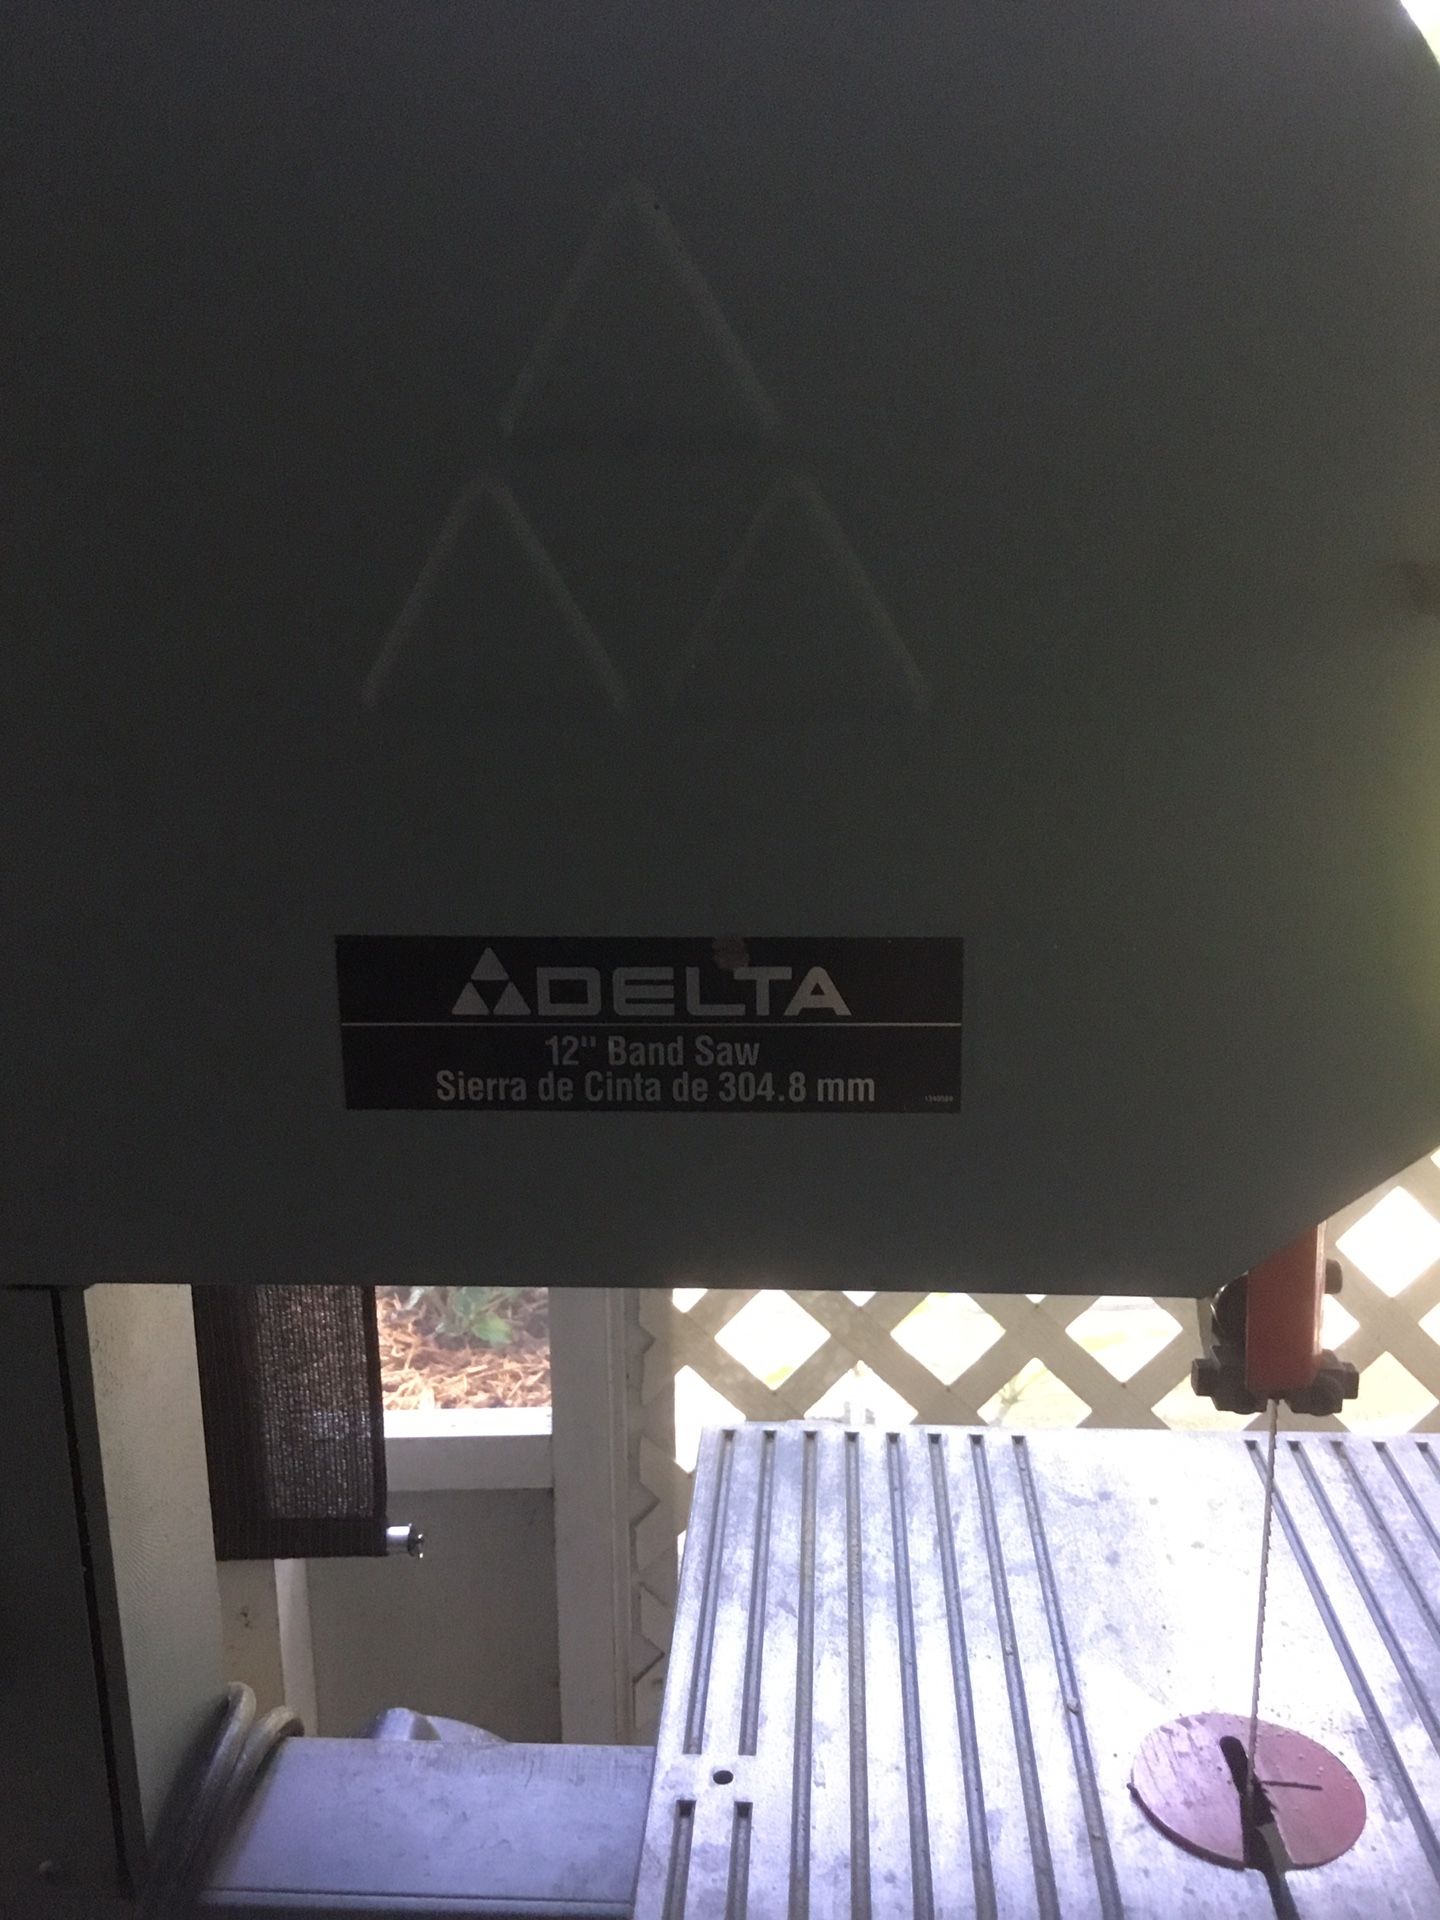 DELTA
12" Band Saw
Sierra de Cinta de 304.8 mm